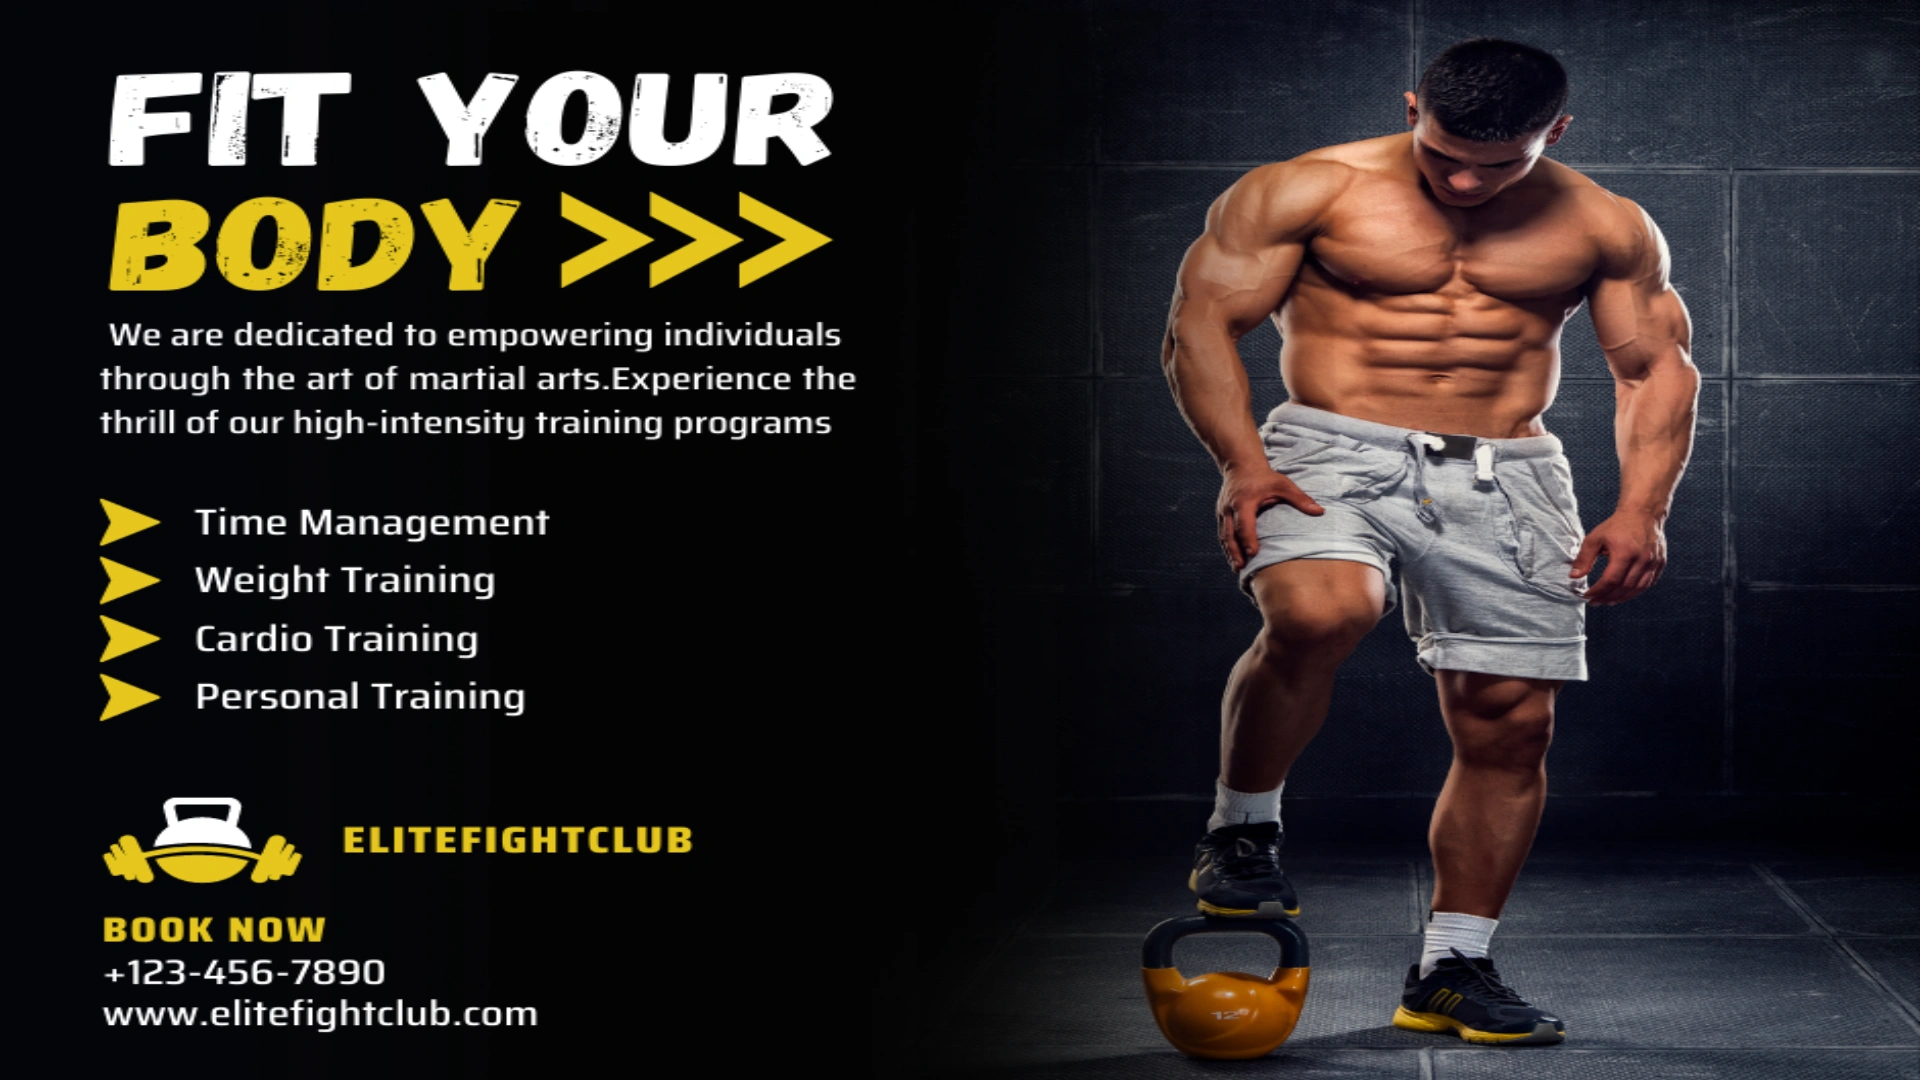 FIT YOUR
BODY >>>
We are dedicated to empowering individuals
through the art of martial arts.Experience the
thrill of our high-intensity training programs
Time Management
Weight Training
Cardio Training
Personal Training
ELITEFIGHTCLUB
BOOK NOW
+123-456-7890
www.elitefightclub.com